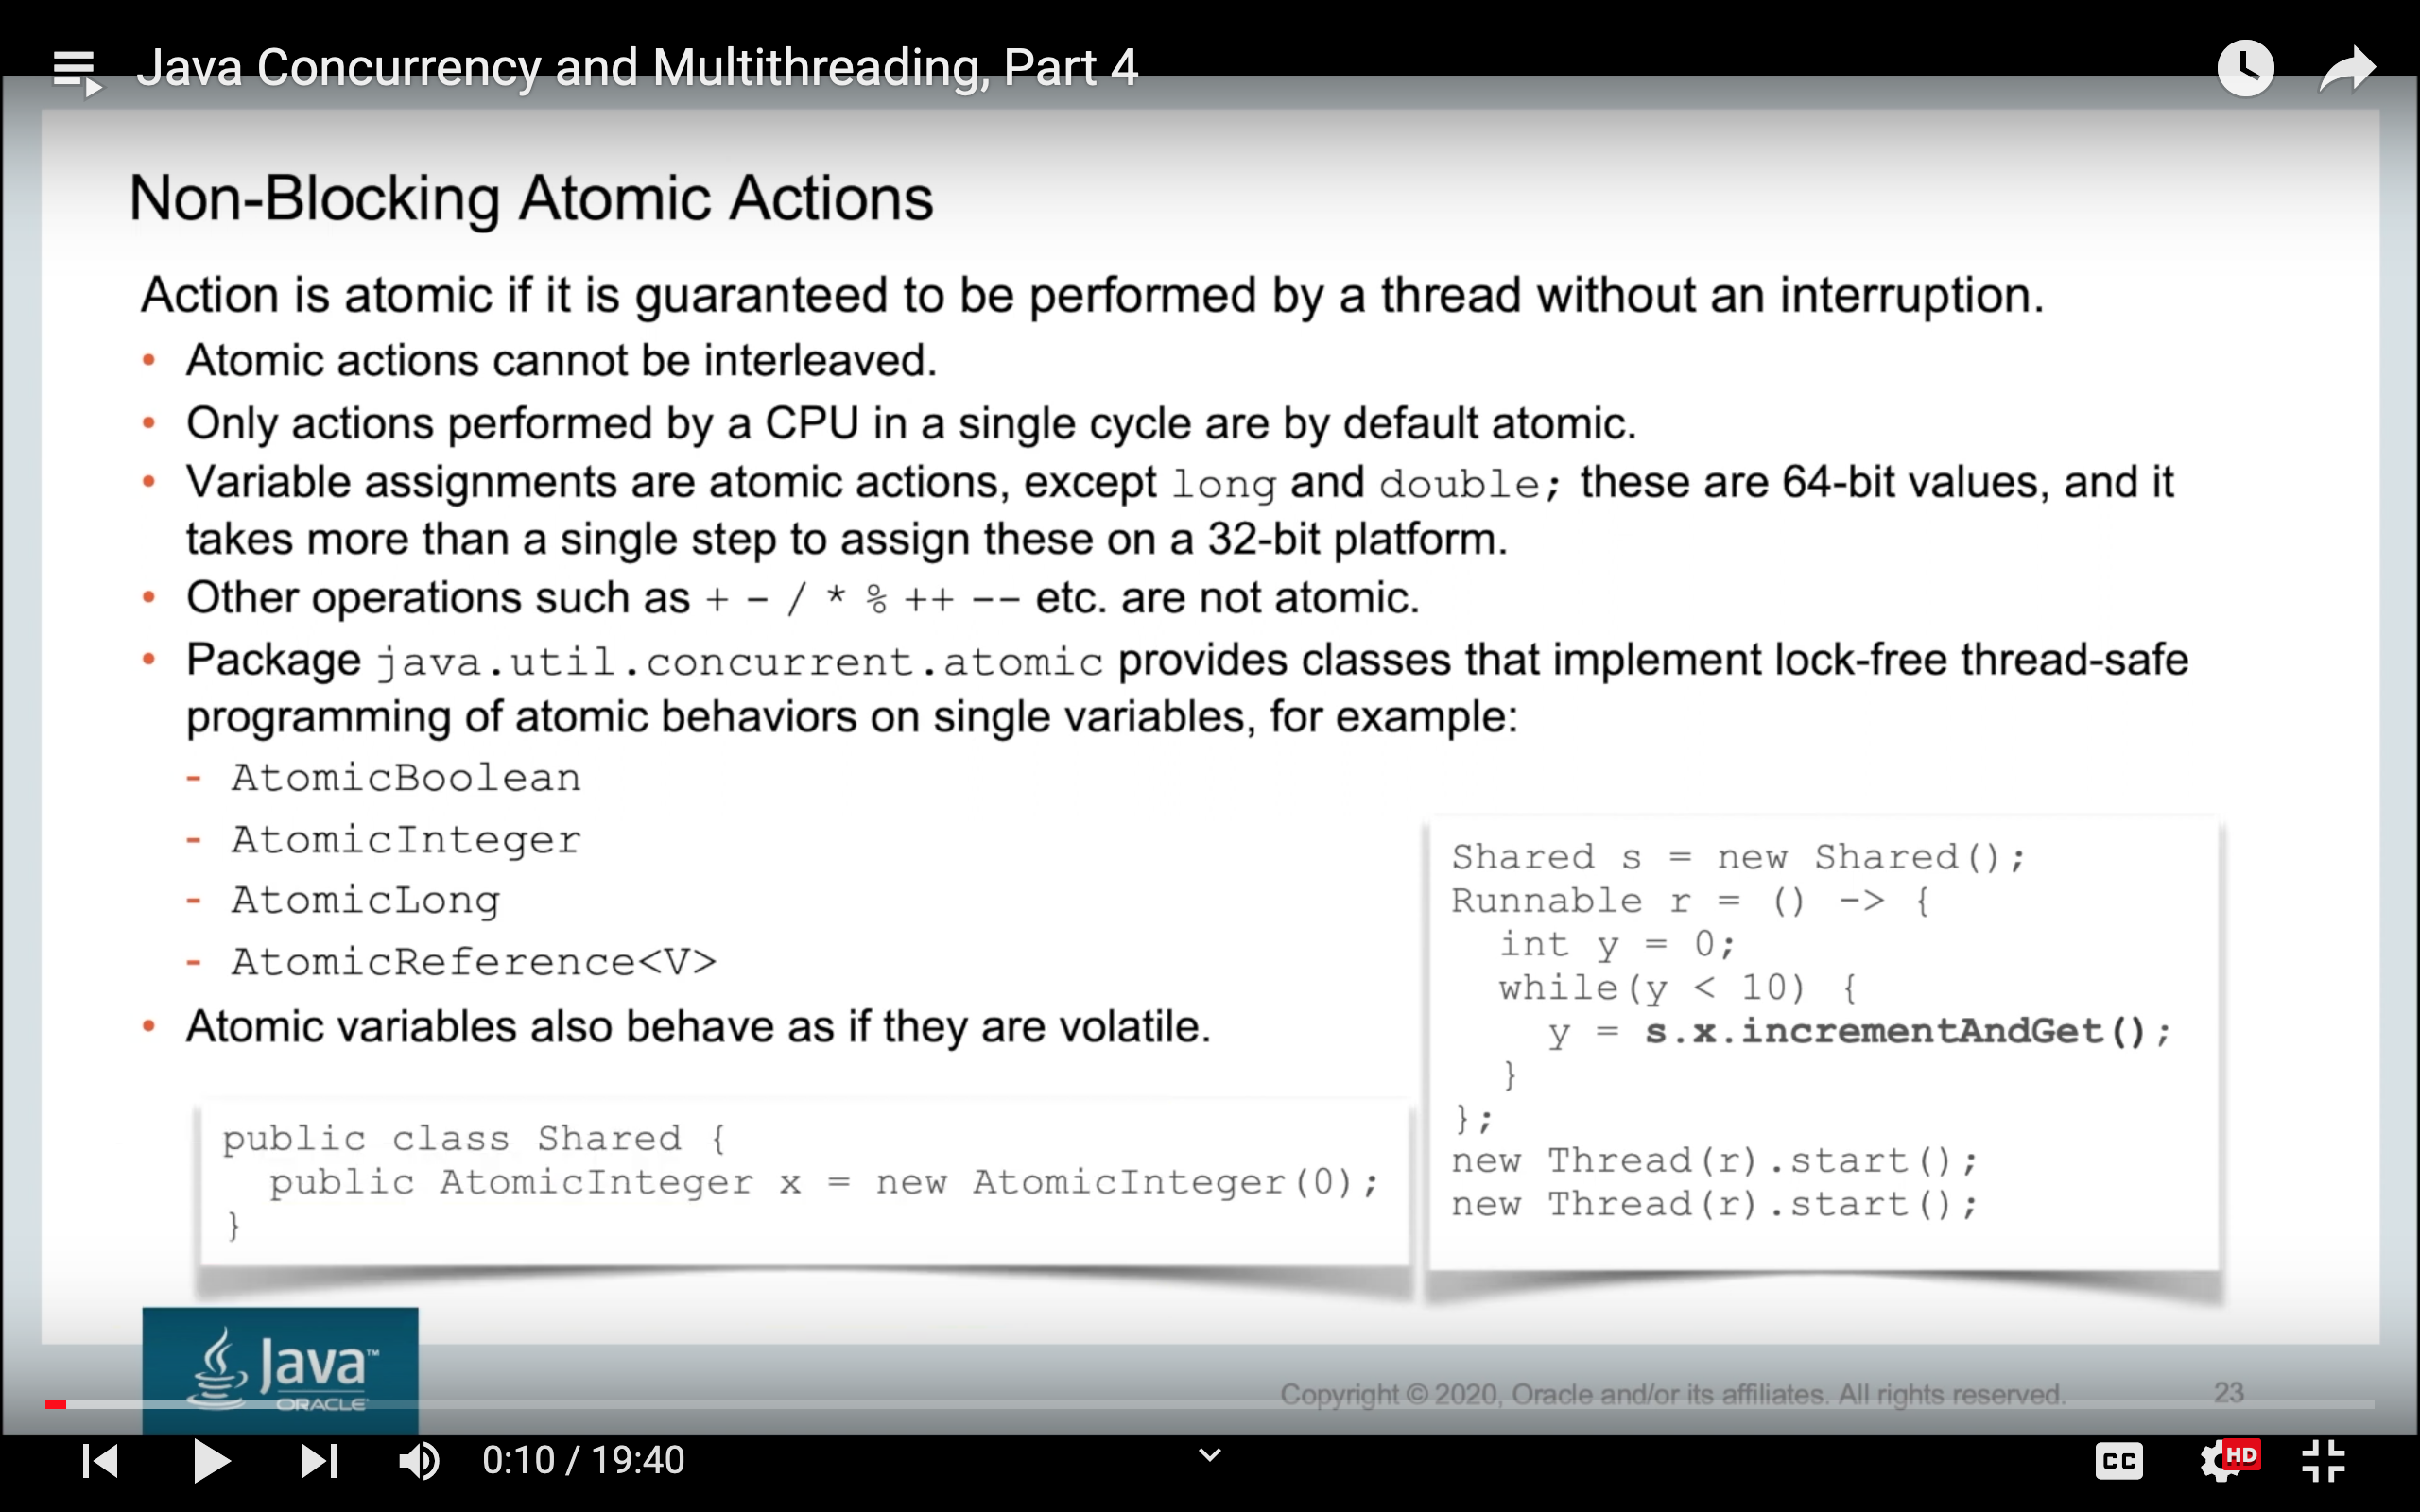 Java Concurrency and Multithreading, Part 4
Non-Blocking Atomic Actions
Action is atomic if it is guaranteed to be performed by a thread without an interruption.
• Atomic actions cannot be interleaved.
• Only actions performed by a CPU in a single cycle are by default atomic.
• Variable assignments are atomic actions, except long and double; these are 64-bit values, and it
takes more than a single step to assign these on a 32-bit platform.
• Other operations such as + - / * % ++ -- etc. are not atomic.
• Package java.util.concurrent.atomic provides classes that implement lock-free thread-safe
programming of atomic behaviors on single variables, for example:
- AtomicBoolean
- AtomicInteger
- AtomicLong
- AtomicReference<V>
• Atomic variables also behave as if they are volatile.
public class Shared {
public AtomicInteger x = new AtomicInteger(0);
}
Shared s = new Shared();
Runnable r = () -> {
int y = 0;
while(y < 10) {
y = s.x.incrementAndGet();
}
};
new Thread(r).start();
new Thread(r).start();
Java™
ORACLE
Copyright © 2020, Oracle and/or its affiliates. All rights reserved.
23
0:10 / 19:40
CC
HD